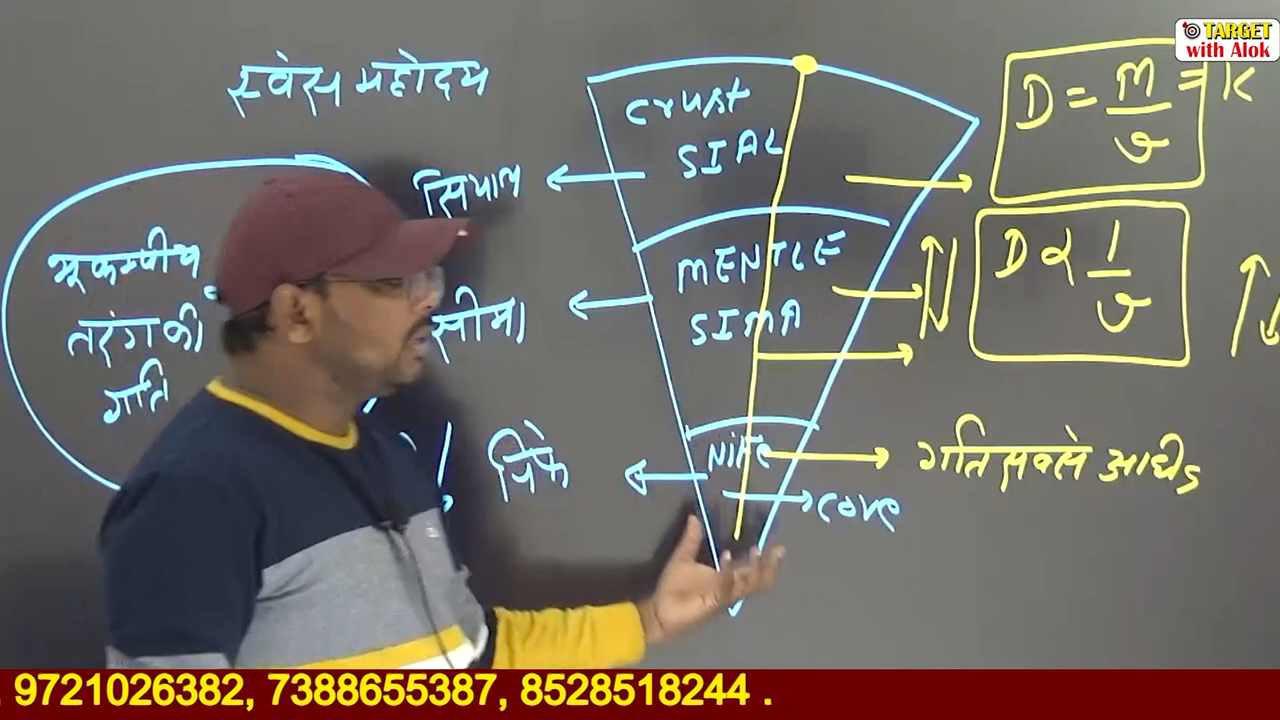 TARGET
with Alok
स्वेस महोदय
Crust
SIAL
D = m/v = K
सियाल
MENTLE
SIMA
D ∝ 1/v
भूकम्पीय
तरंग की
गति
सीमा
NiFe
निफे
core
गति सबसे अधिक
9721026382, 7388655387, 8528518244 .